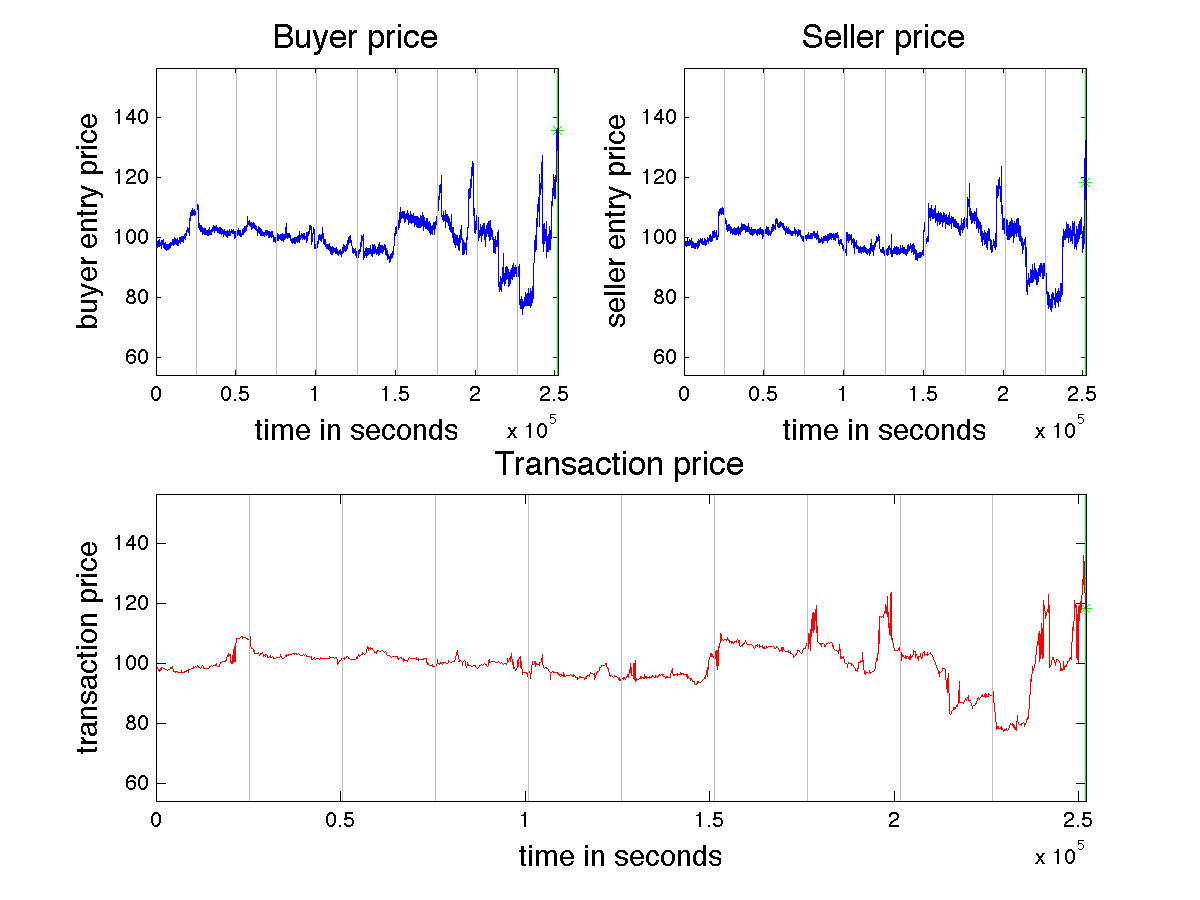 Buyer price
Seller price
buyer entry price
140
120
100
80
60
0 0.5 1 1.5 2 2.5
time in seconds
x 10^5
seller entry price
140
120
100
80
60
0 0.5 1 1.5 2 2.5
time in seconds
x 10^5
Transaction price
transaction price
140
120
100
80
60
0 0.5 1 1.5 2 2.5
time in seconds
x 10^5